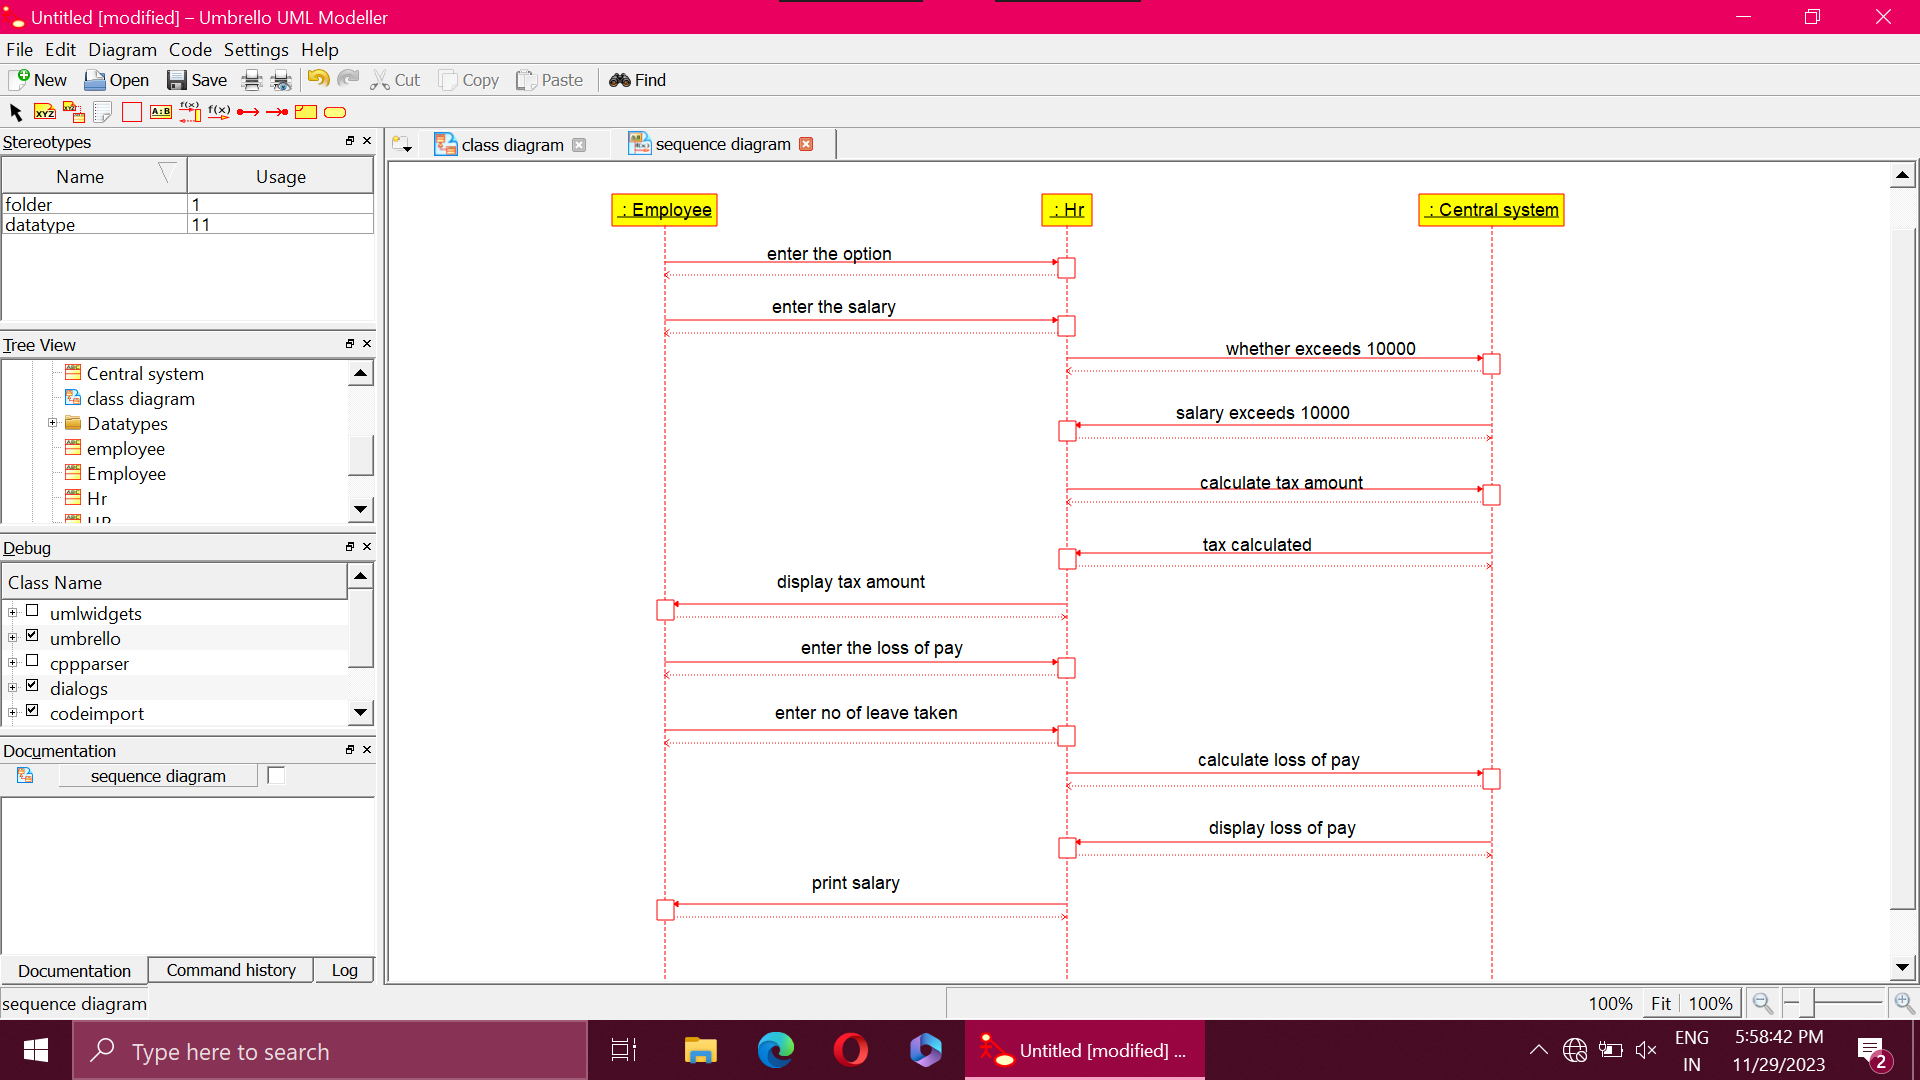 Untitled [modified] – Umbrello UML Modeller
File Edit Diagram Code Settings Help
New Open Save Cut Copy Paste Find
XYZ XYZ A:B f(x) f(x)
Stereotypes
Name Usage
folder 1
datatype 11
Tree View
Central system
class diagram
Datatypes
employee
Employee
Hr
HR
Debug
Class Name
umlwidgets
umbrello
cppparser
dialogs
codeimport
Documentation
sequence diagram
Documentation Command history Log
sequence diagram
class diagram sequence diagram
: Employee : Hr : Central system
enter the option
enter the salary
whether exceeds 10000
salary exceeds 10000
calculate tax amount
tax calculated
display tax amount
enter the loss of pay
enter no of leave taken
calculate loss of pay
display loss of pay
print salary
100% Fit 100%
Type here to search
Untitled [modified] ...
ENG
IN
5:58:42 PM
11/29/2023
2